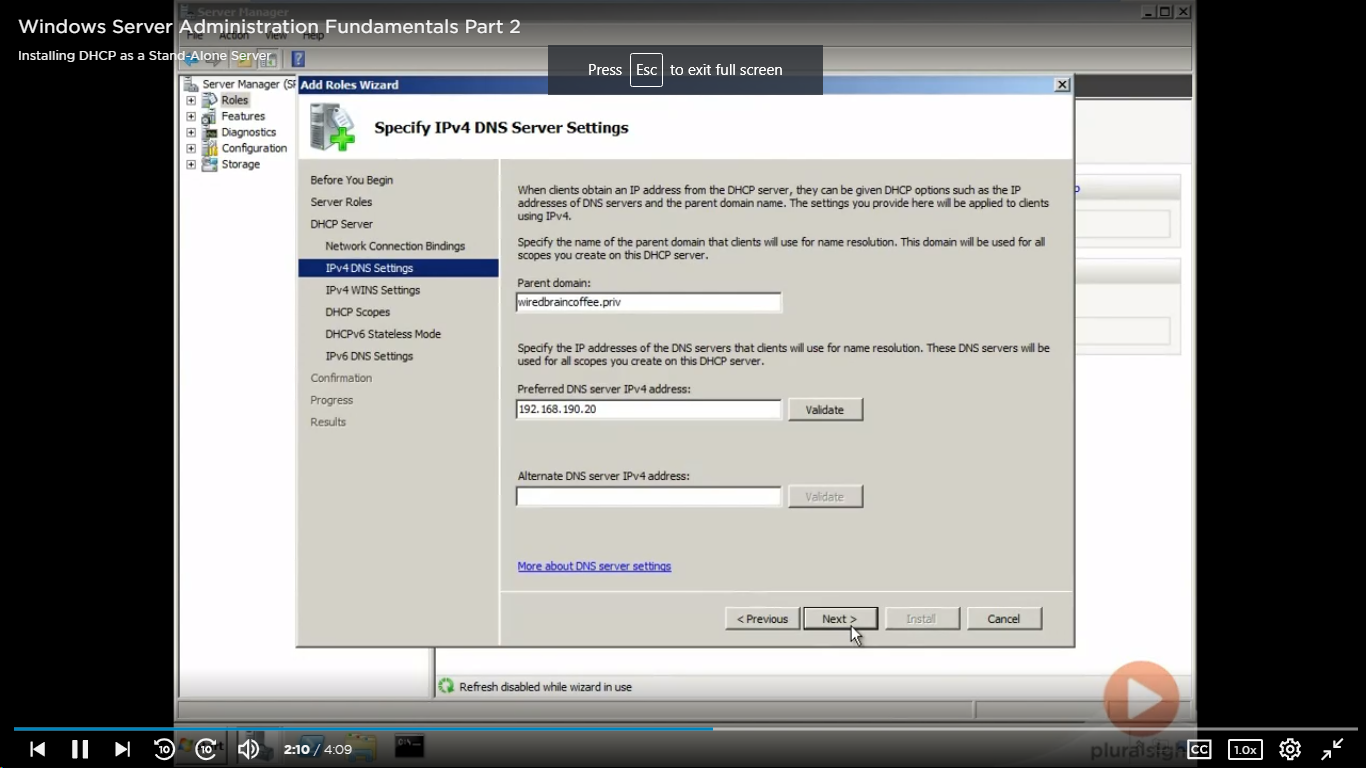 Server Manager
Windows Server Administration Fundamentals Part 2
File Action View Help
Installing DHCP as a Stand-Alone Server
Press Esc to exit full screen
Server Manager (SF
Roles
Features
Diagnostics
Configuration
Storage
Add Roles Wizard
Specify IPv4 DNS Server Settings
Before You Begin
Server Roles
DHCP Server
Network Connection Bindings
IPv4 DNS Settings
IPv4 WINS Settings
DHCP Scopes
DHCPv6 Stateless Mode
IPv6 DNS Settings
Confirmation
Progress
Results
When clients obtain an IP address from the DHCP server, they can be given DHCP options such as the IP
addresses of DNS servers and the parent domain name. The settings you provide here will be applied to clients
using IPv4.
Specify the name of the parent domain that clients will use for name resolution. This domain will be used for all
scopes you create on this DHCP server.
Parent domain:
wiredbraincoffee.priv
Specify the IP addresses of the DNS servers that clients will use for name resolution. These DNS servers will be
used for all scopes you create on this DHCP server.
Preferred DNS server IPv4 address:
192.168.190.20
Validate
Alternate DNS server IPv4 address:
Validate
More about DNS server settings
< Previous
Next >
Install
Cancel
Refresh disabled while wizard in use
10
10
2:10 / 4:09
pluralsigh
CC
1.0x